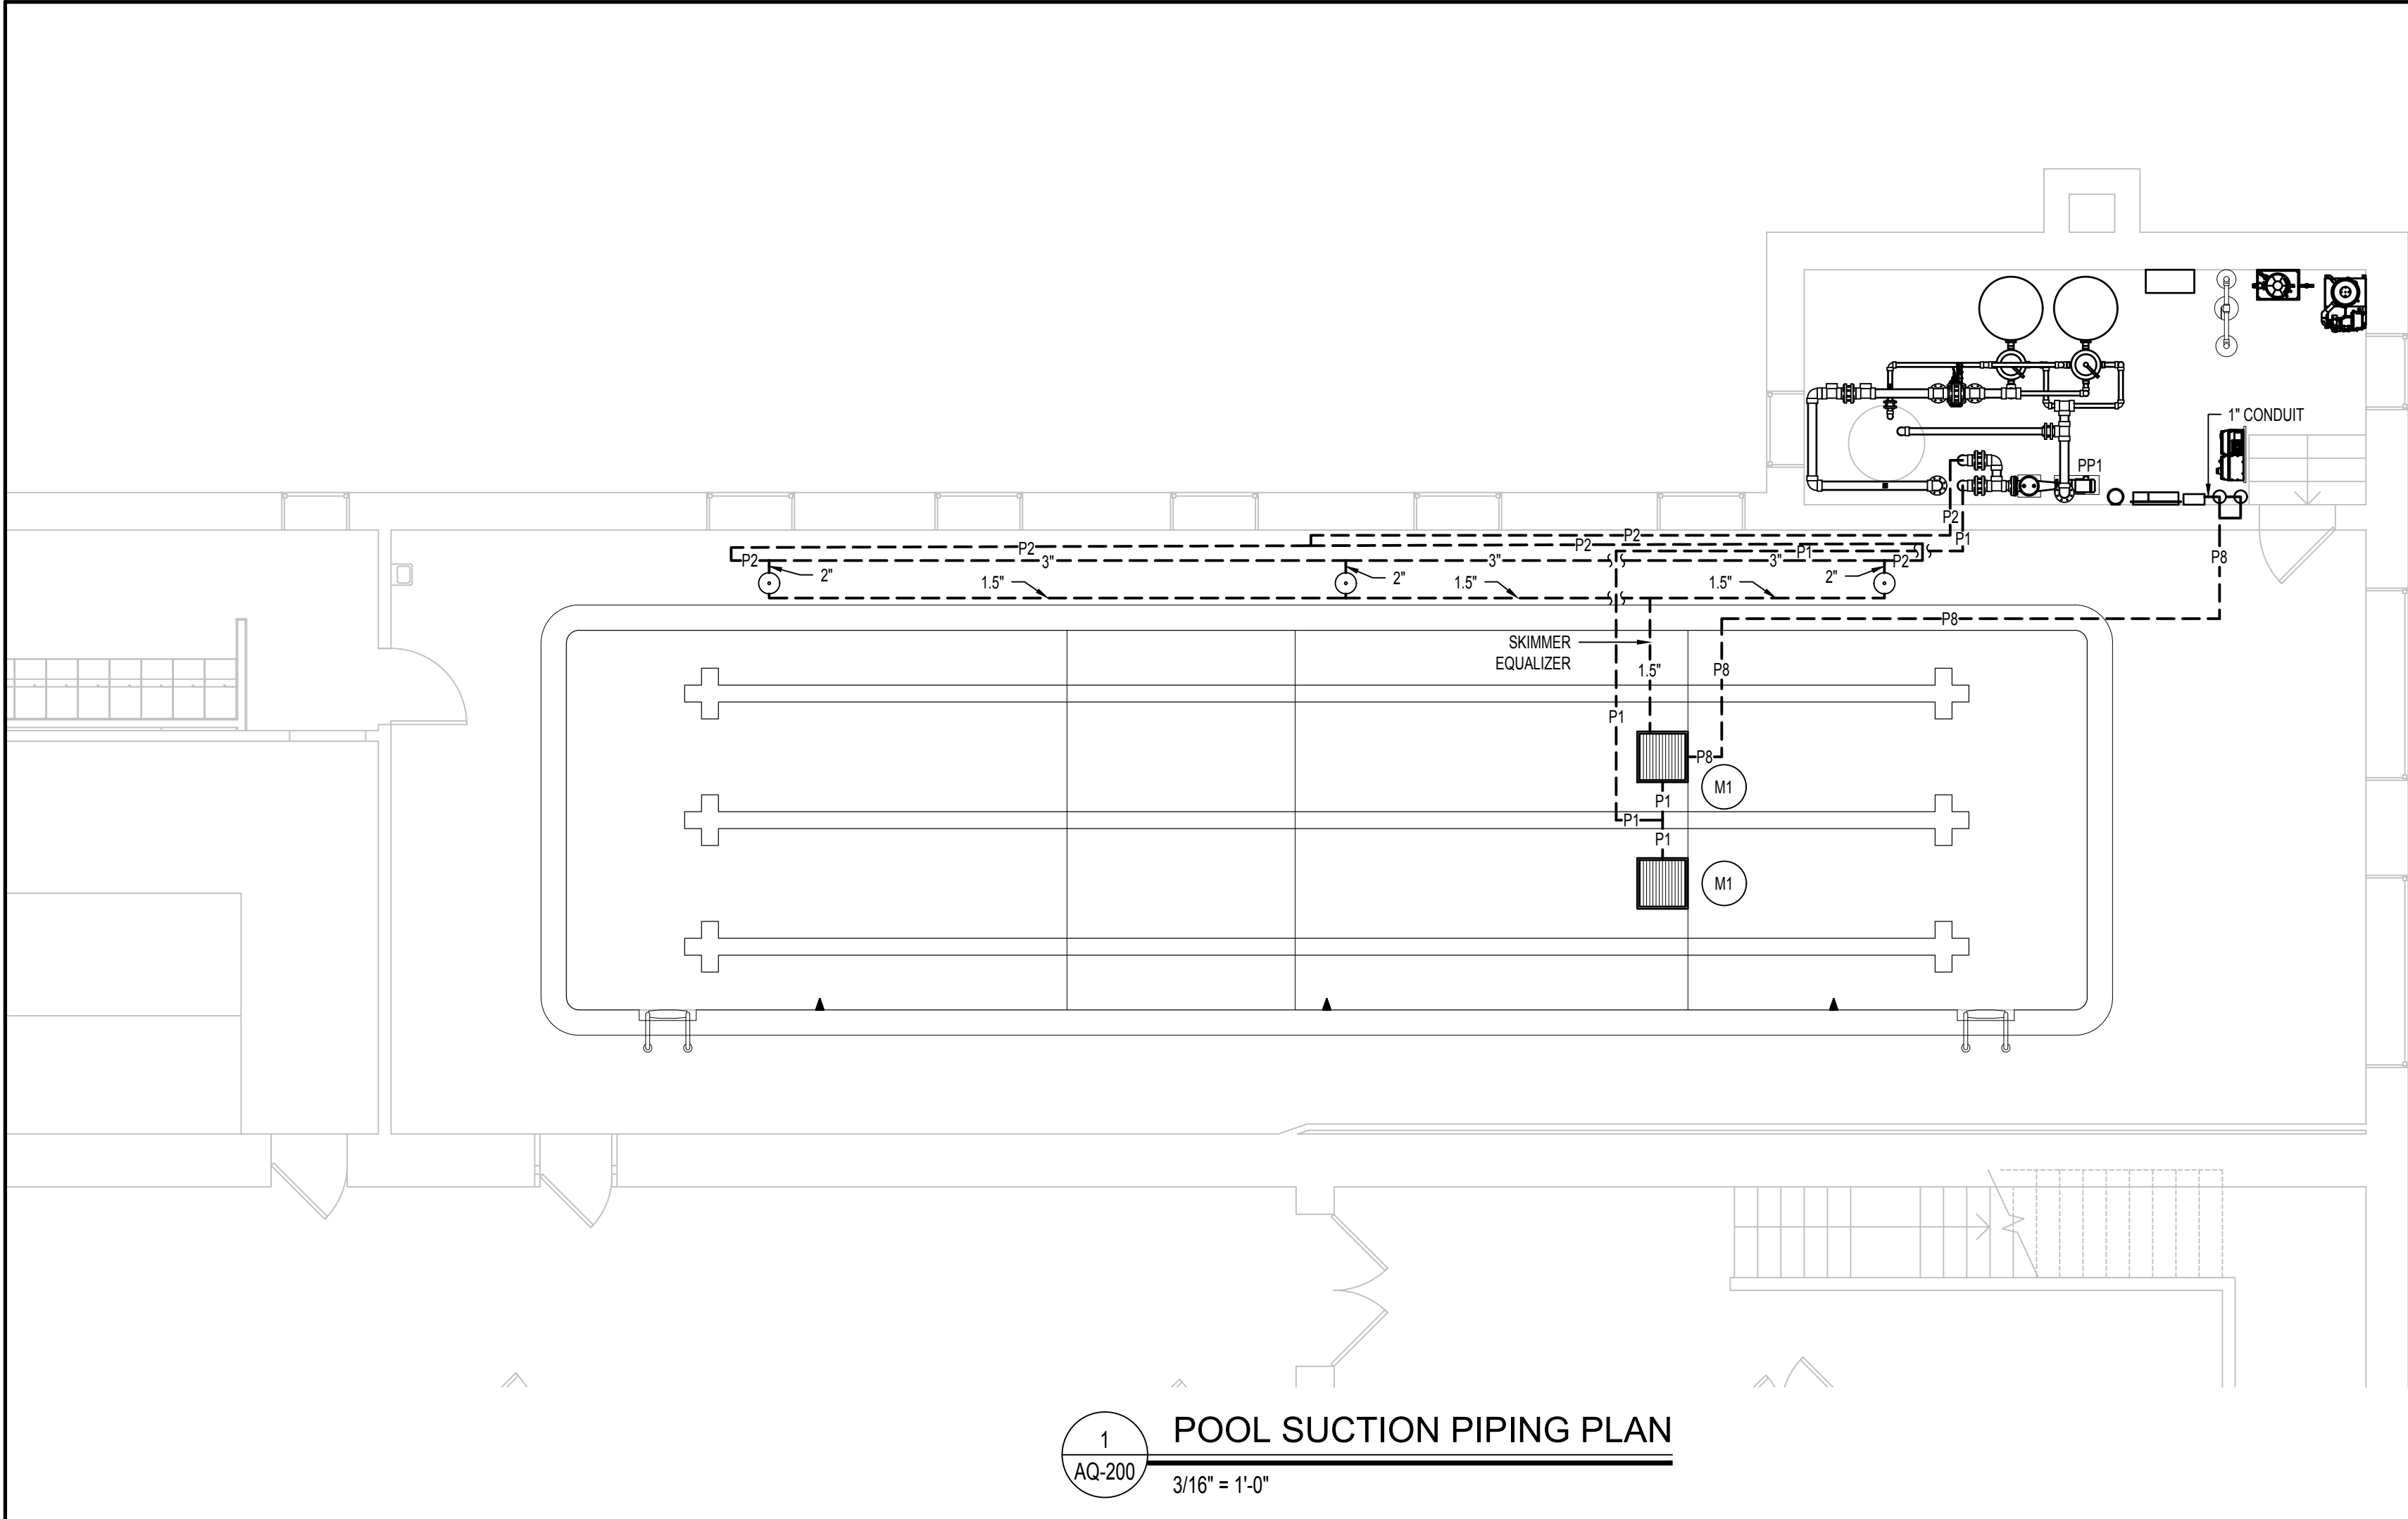 1" CONDUIT
PP1
P2
P1
P2
P2
P2
P1
P8
P2
3"
3"
3"
P2
2"
2"
2"
1.5"
1.5"
1.5"
P8
SKIMMER
EQUALIZER
1.5"
P8
P1
P8
M1
P1
P1
P1
M1
1
AQ-200
POOL SUCTION PIPING PLAN
3/16" = 1'-0"